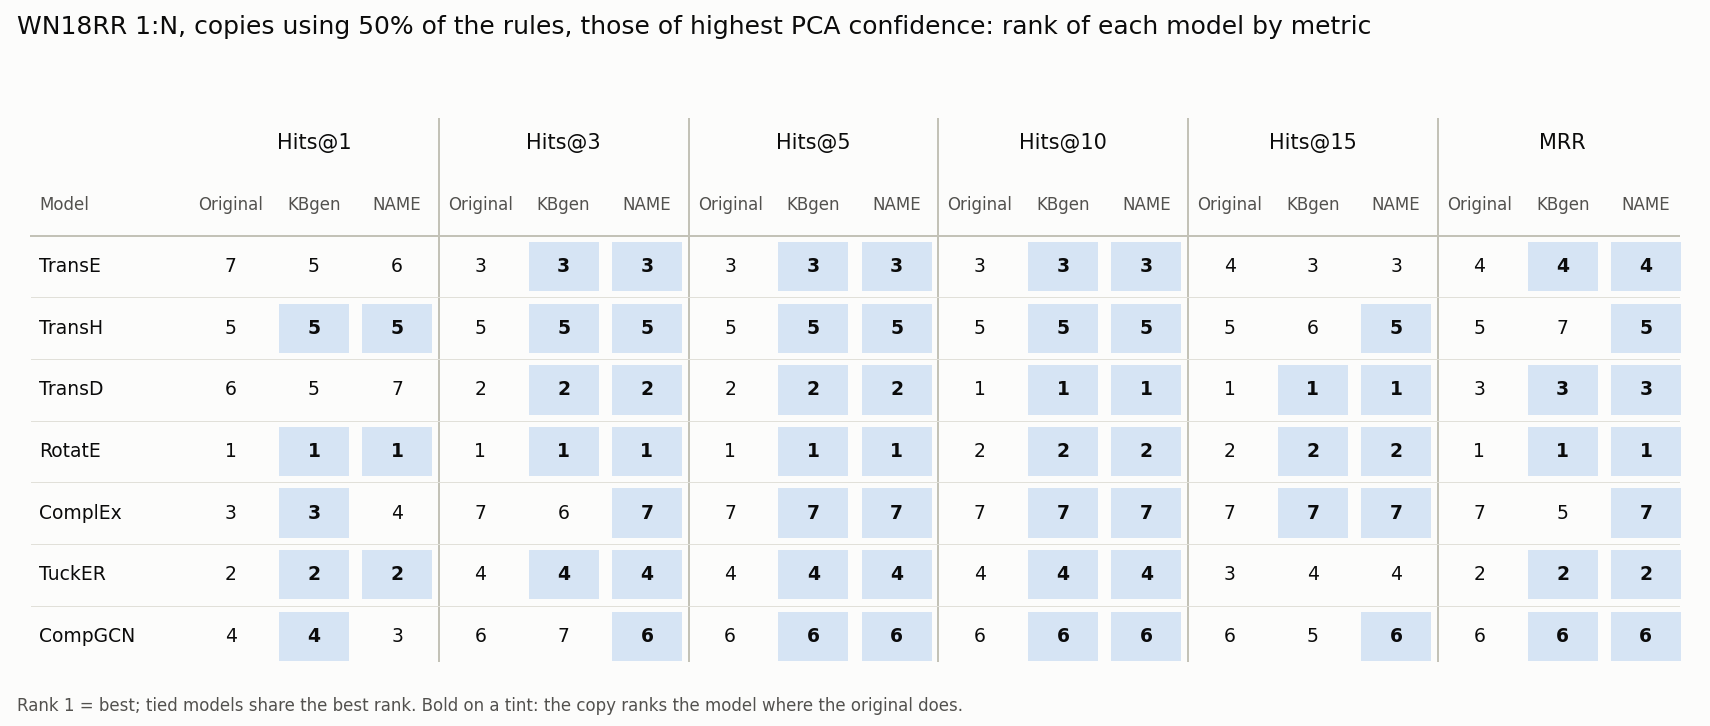 WN18RR 1:N, copies using 50% of the rules, those of highest PCA confidence: rank of each model by metric
Hits@1 Hits@3 Hits@5 Hits@10 Hits@15 MRR
Model Original KBgen NAME Original KBgen NAME Original KBgen NAME Original KBgen NAME Original KBgen NAME Original KBgen NAME
TransE 7 5 6 3 3 3 3 3 3 3 3 3 4 3 3 4 4 4
TransH 5 5 5 5 5 5 5 5 5 5 5 5 5 6 5 5 7 5
TransD 6 5 7 2 2 2 2 2 2 1 1 1 1 1 1 3 3 3
RotatE 1 1 1 1 1 1 1 1 1 2 2 2 2 2 2 1 1 1
ComplEx 3 3 4 7 6 7 7 7 7 7 7 7 7 7 7 7 5 7
TuckER 2 2 2 4 4 4 4 4 4 4 4 4 3 4 4 2 2 2
CompGCN 4 4 3 6 7 6 6 6 6 6 6 6 6 5 6 6 6 6
Rank 1 = best; tied models share the best rank. Bold on a tint: the copy ranks the model where the original does.